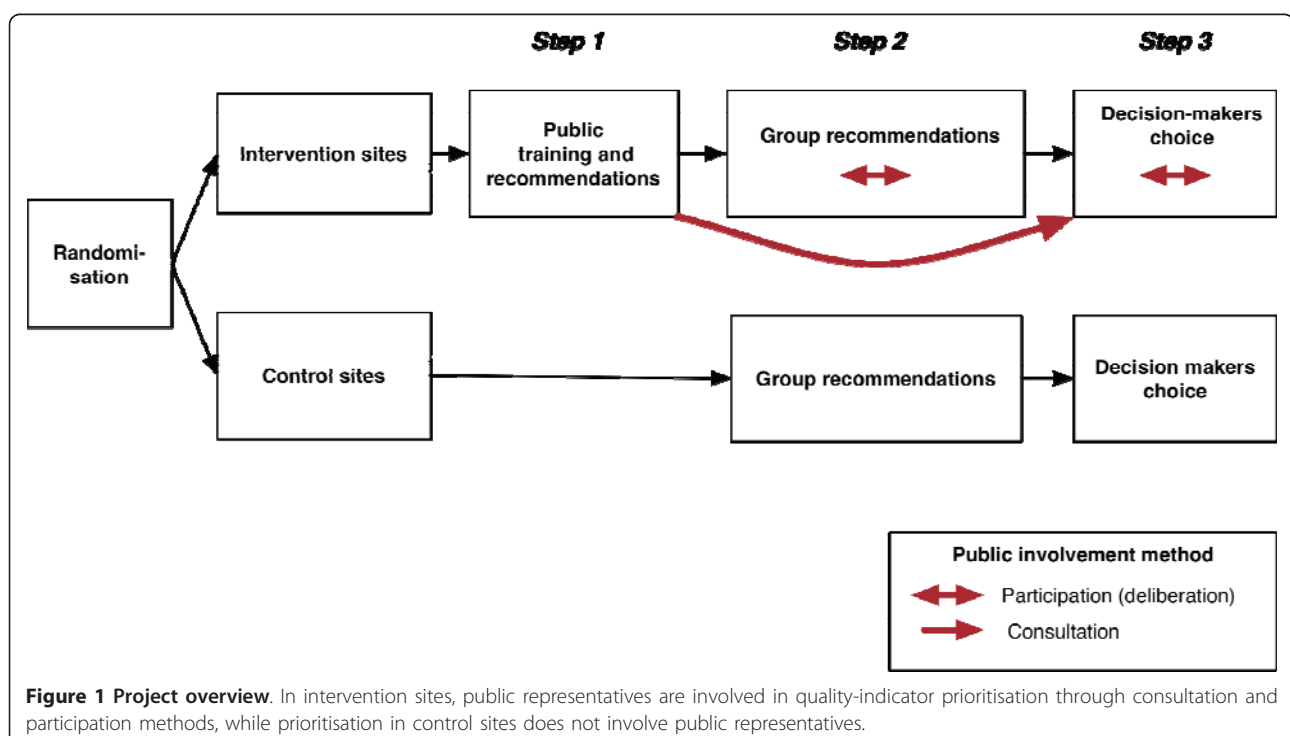 Step 1
Step 2
Step 3
Randomi-
sation
Intervention sites
Public
training and
recommendations
Group recommendations
Decision-makers
choice
Control sites
Group recommendations
Decision makers
choice
Public involvement method
Participation (deliberation)
Consultation
Figure 1 Project overview. In intervention sites, public representatives are involved in quality-indicator prioritisation through consultation and
participation methods, while prioritisation in control sites does not involve public representatives.